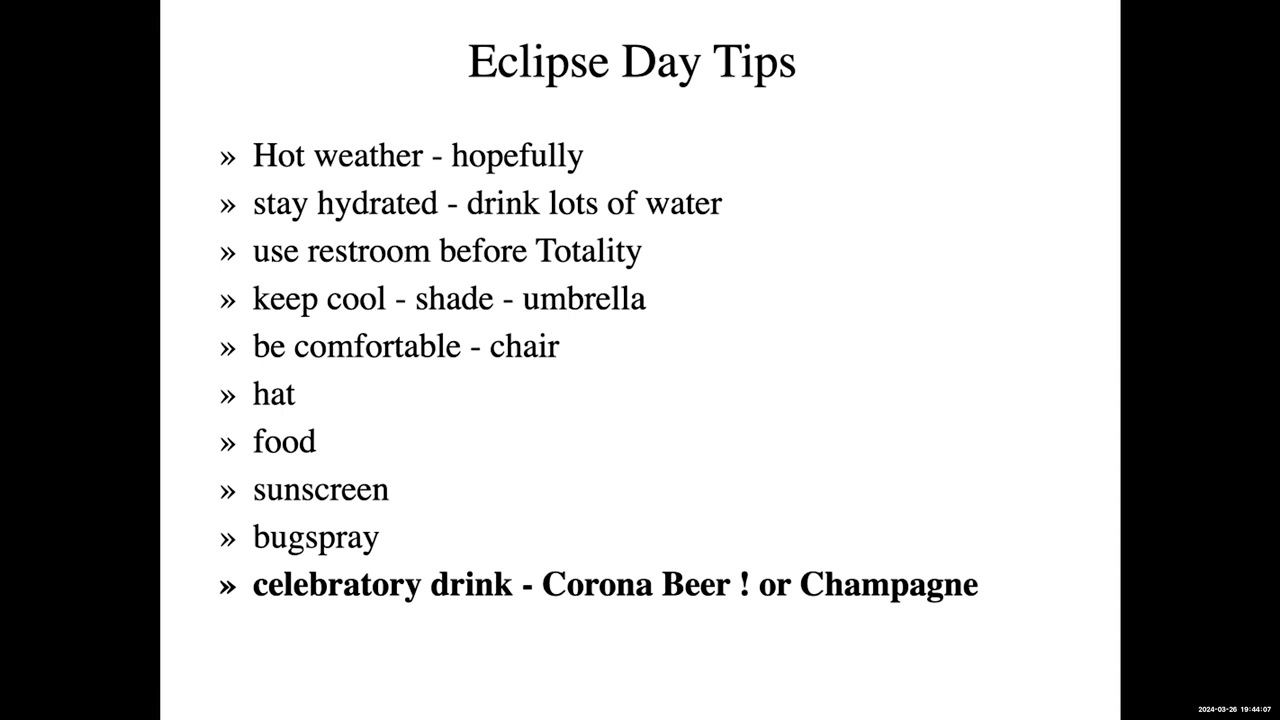 Eclipse Day Tips
» Hot weather - hopefully
» stay hydrated - drink lots of water
» use restroom before Totality
» keep cool - shade - umbrella
» be comfortable - chair
» hat
» food
» sunscreen
» bugspray
» celebratory drink - Corona Beer ! or Champagne
2024-03-26 19:44:07